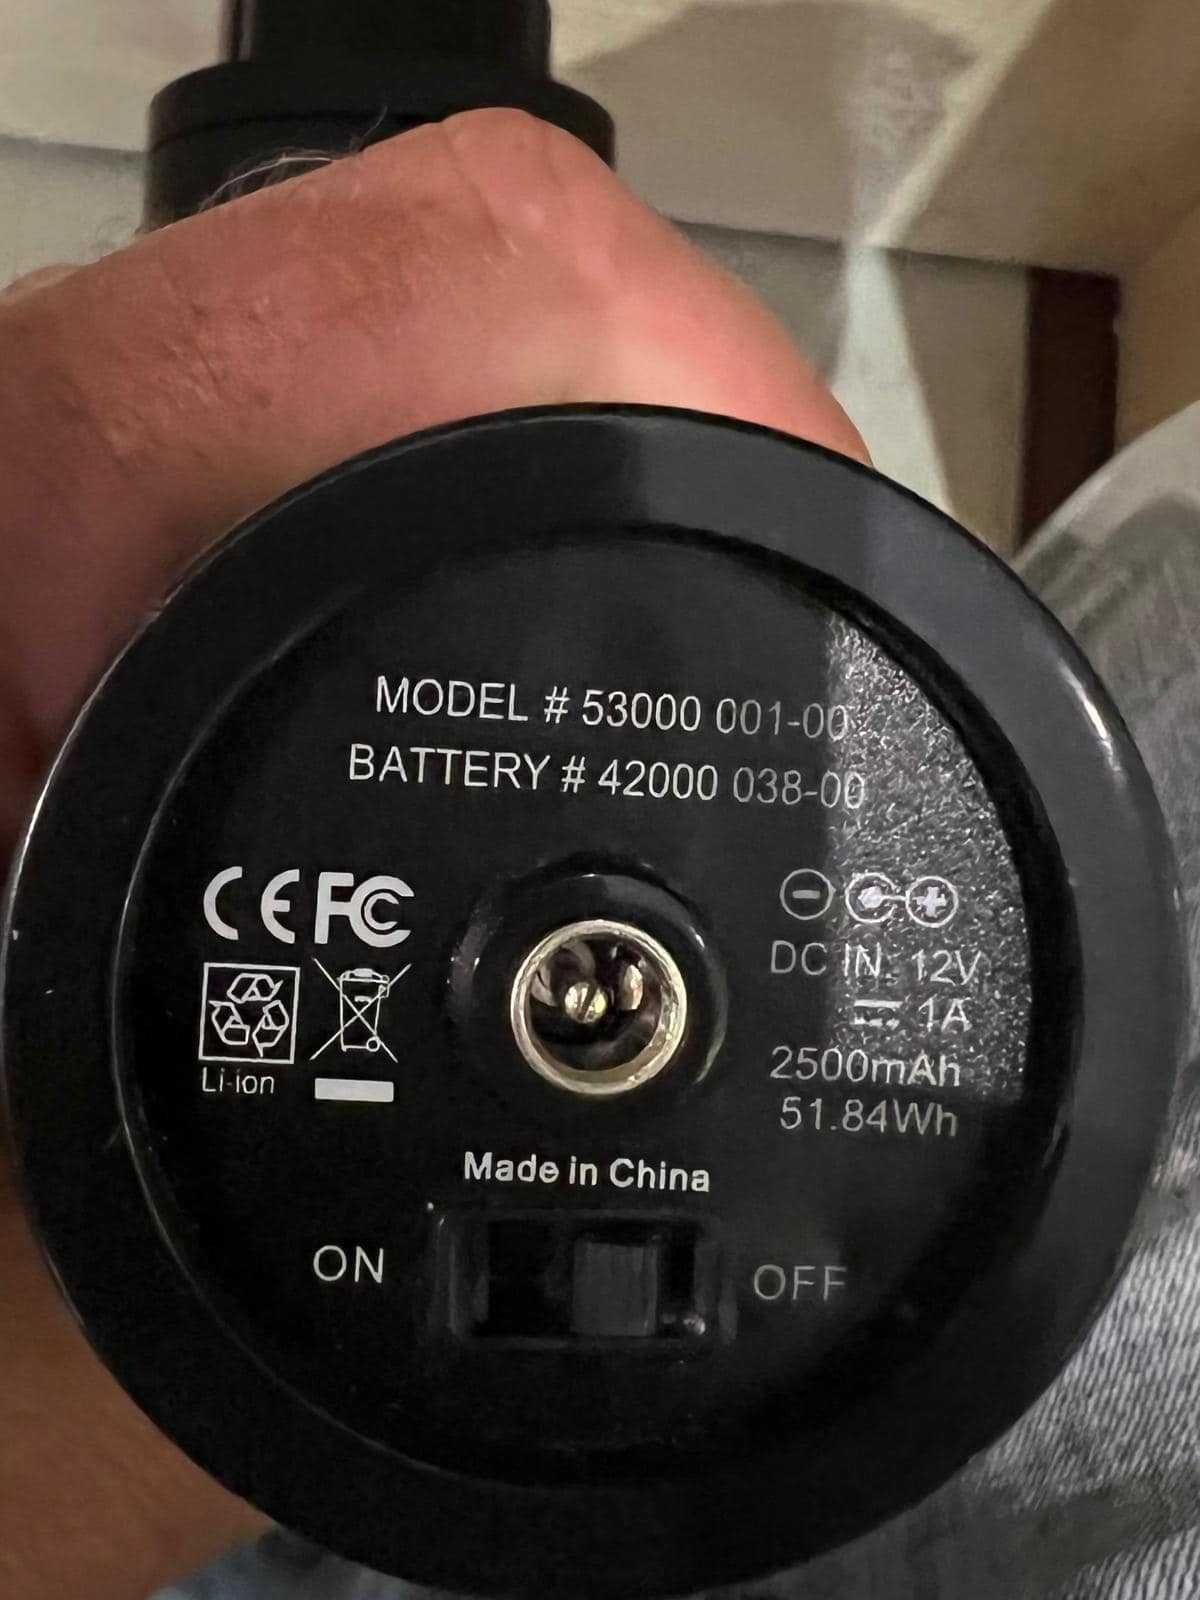 MODEL # 53000 001-00
BATTERY # 42000 038-00
CE FC
DC IN: 12V
1A
Li-ion
2500mAh
51.84Wh
Made in China
ON OFF